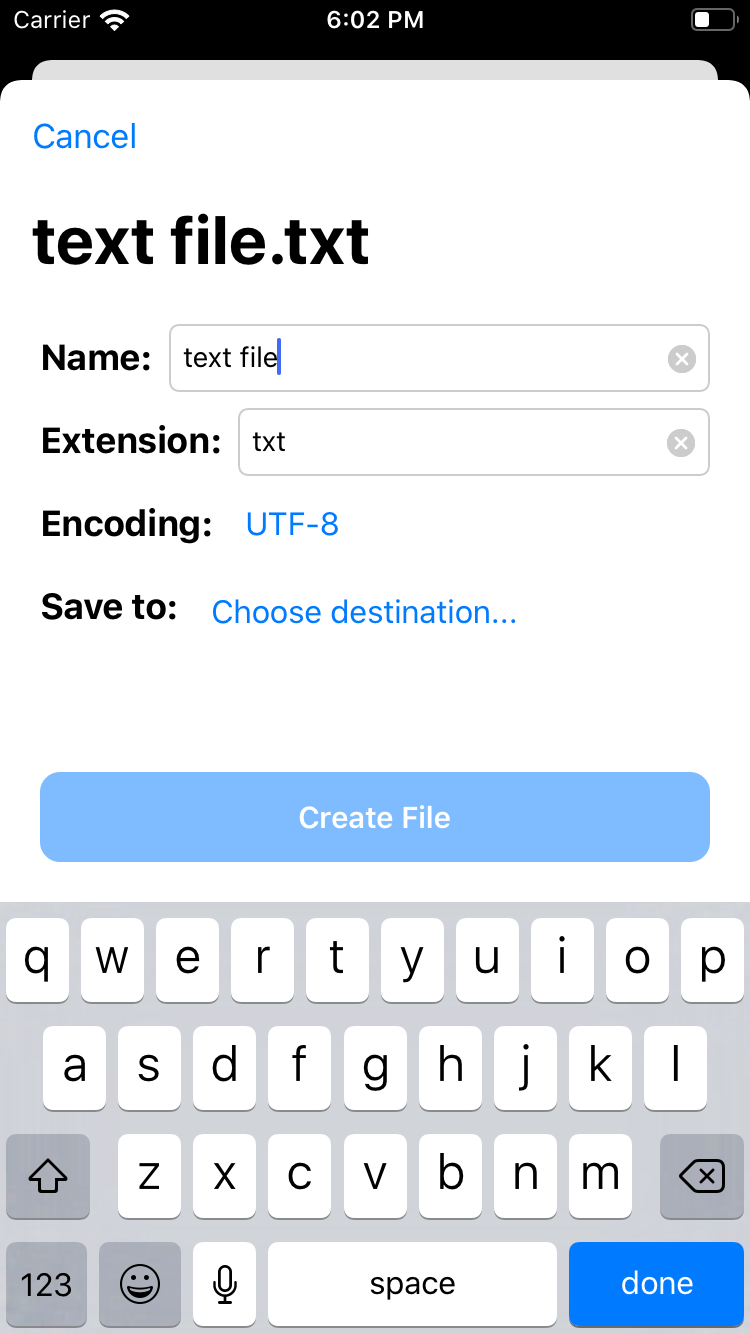 Carrier 6:02 PM
Cancel
text file.txt
Name: text file
Extension: txt
Encoding: UTF-8
Save to: Choose destination...
Create File
q w e r t y u i o p
a s d f g h j k l
z x c v b n m
123 space done